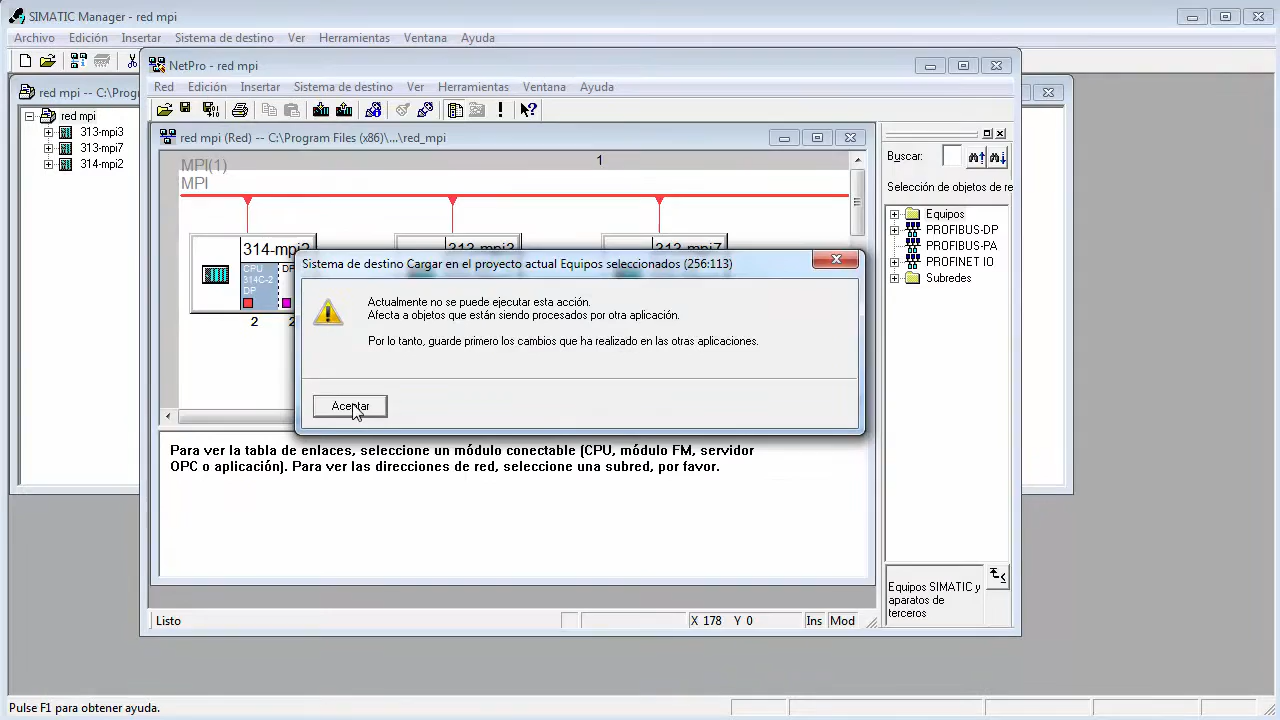 SIMATIC Manager - red mpi
Archivo Edición Insertar Sistema de destino Ver Herramientas Ventana Ayuda
red mpi -- C:\Progr
red mpi
313-mpi3
313-mpi7
314-mpi2
NetPro - red mpi
Red Edición Insertar Sistema de destino Ver Herramientas Ventana Ayuda
red mpi (Red) -- C:\Program Files (x86)\...\red_mpi
1
MPI(1)
MPI
314-mpi2
313-mpi3
313-mpi7
CPU
314C-2
DP
2
Sistema de destino Cargar en el proyecto actual Equipos seleccionados (256:113)
Actualmente no se puede ejecutar esta acción.
Afecta a objetos que están siendo procesados por otra aplicación.
Por lo tanto, guarde primero los cambios que ha realizado en las otras aplicaciones.
Aceptar
Para ver la tabla de enlaces, seleccione un módulo conectable (CPU, módulo FM, servidor
OPC o aplicación). Para ver las direcciones de red, seleccione una subred, por favor.
Buscar:
Selección de objetos de re
Equipos
PROFIBUS-DP
PROFIBUS-PA
PROFINET IO
Subredes
Equipos SIMATIC y
aparatos de
terceros
Listo
X 178 Y 0
Ins
Mod
Pulse F1 para obtener ayuda.